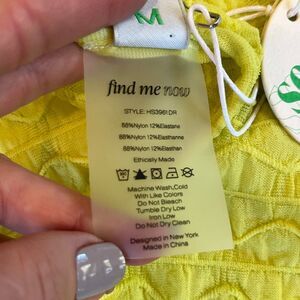 M
find me now
STYLE: HS3961DR
88%Nylon 12%Elastane
88%Nylon 12%Elasthanne
88%Nylon 12%Elasthan
Ethically Made
Machine Wash,Cold
With Like Colors
Do Not Bleach
Tumble Dry Low
Iron Low
Do Not Dry Clean
Designed in New York
Made in China